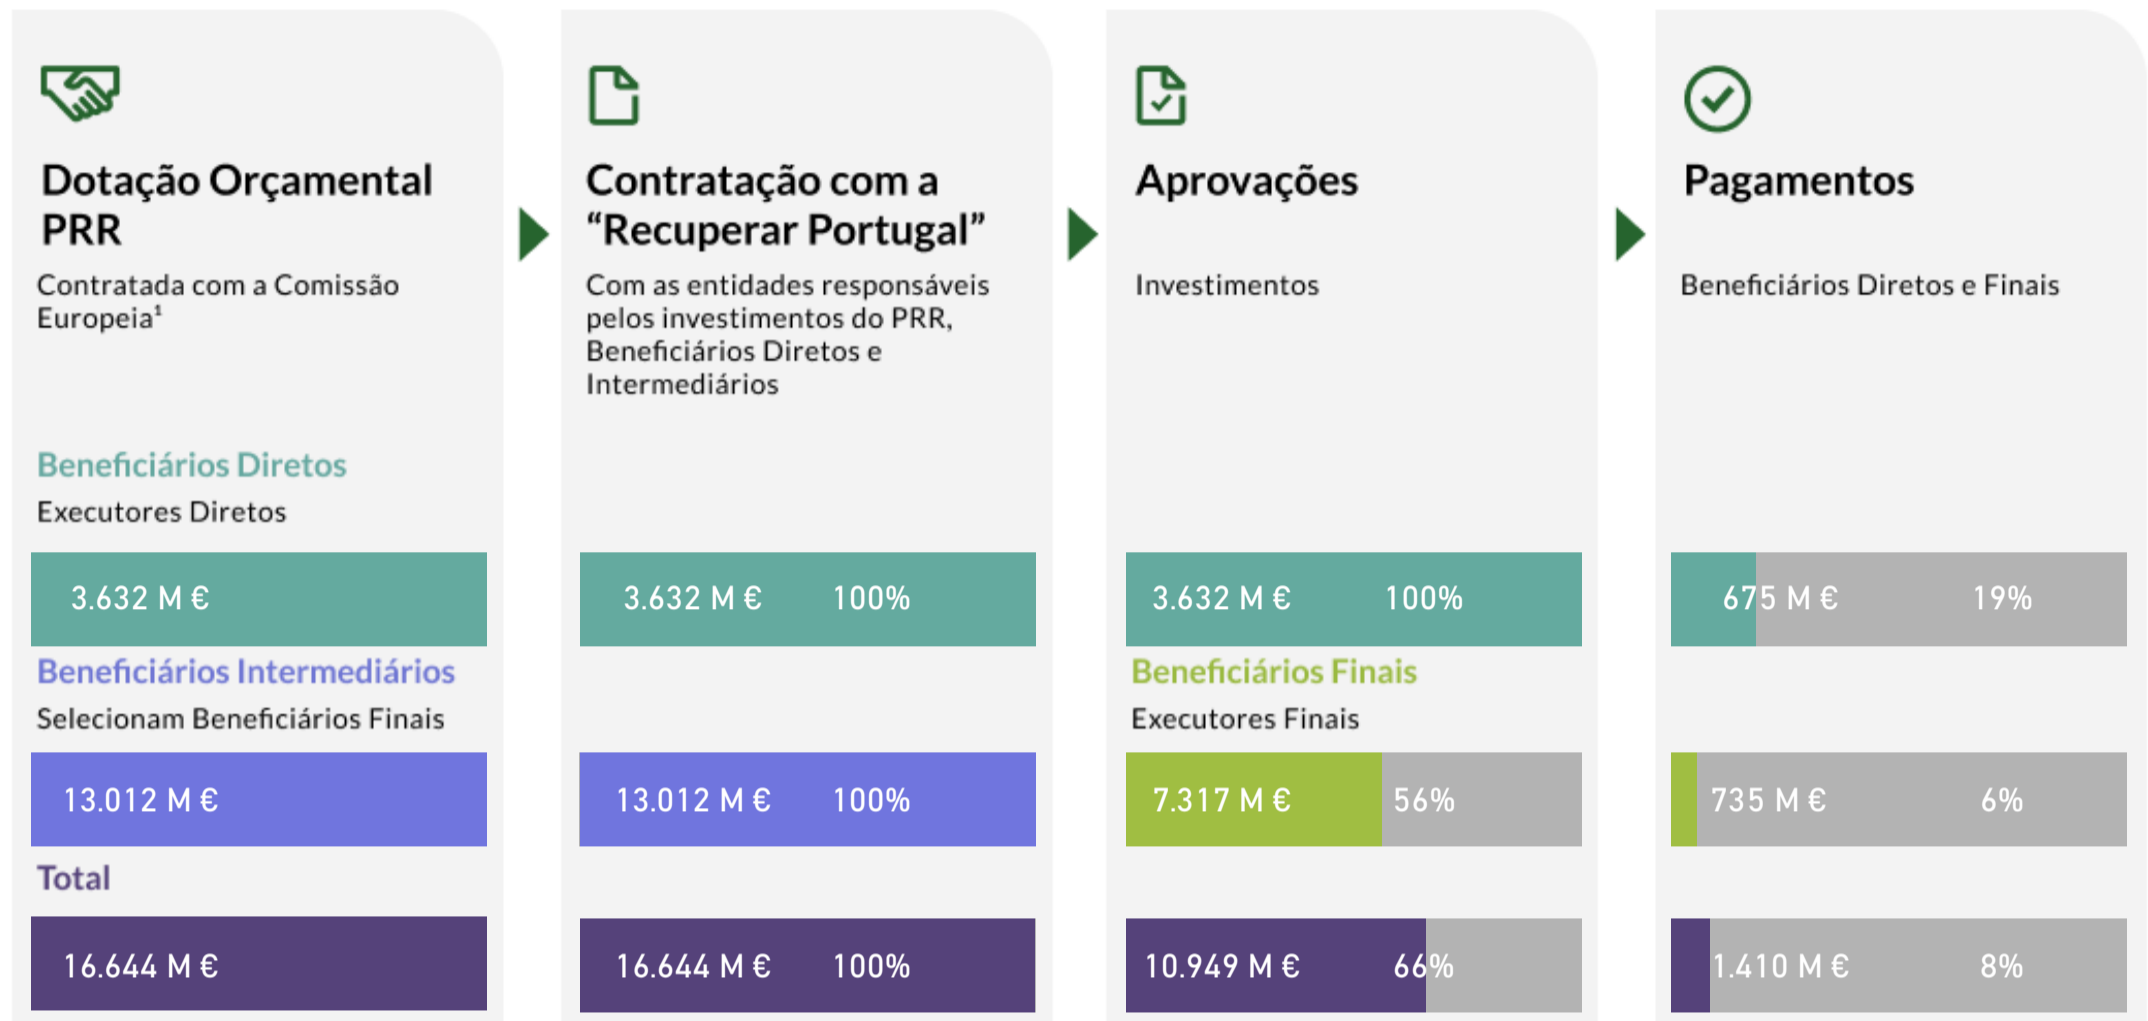 Dotação Orçamental
PRR
Contratada com a Comissão
Europeia¹
Contratação com a
“Recuperar Portugal”
Com as entidades responsáveis
pelos investimentos do PRR,
Beneficiários Diretos e
Intermediários
Aprovações
Investimentos
Pagamentos
Beneficiários Diretos e Finais
Beneficiários Diretos
Executores Diretos
3.632 M €
3.632 M € 100%
3.632 M € 100%
675 M € 19%
Beneficiários Intermediários
Selecionam Beneficiários Finais
Beneficiários Finais
Executores Finais
13.012 M €
13.012 M € 100%
7.317 M € 56%
735 M € 6%
Total
16.644 M €
16.644 M € 100%
10.949 M € 66%
1.410 M € 8%